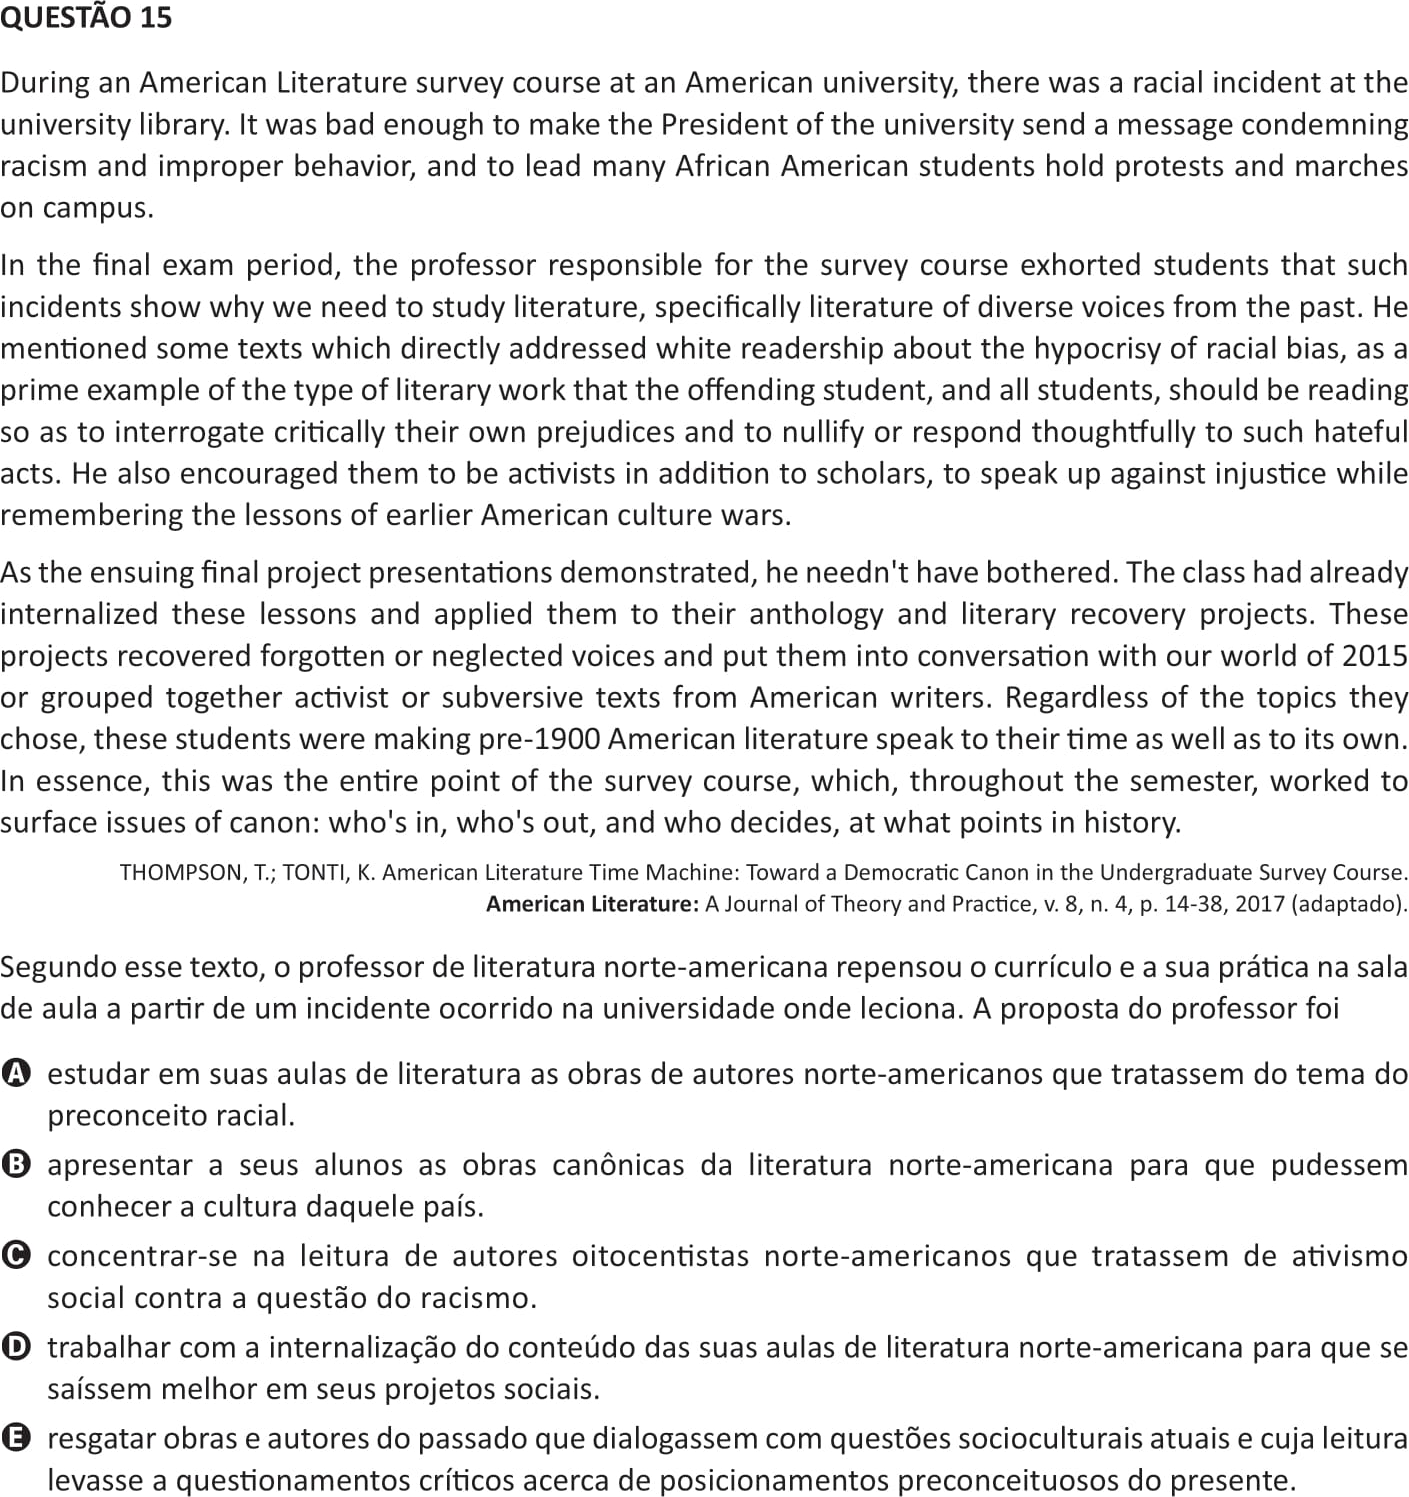 QUESTÃO 15
During an American Literature survey course at an American university, there was a racial incident at the
university library. It was bad enough to make the President of the university send a message condemning
racism and improper behavior, and to lead many African American students hold protests and marches
on campus.
In the final exam period, the professor responsible for the survey course exhorted students that such
incidents show why we need to study literature, specifically literature of diverse voices from the past. He
mentioned some texts which directly addressed white readership about the hypocrisy of racial bias, as a
prime example of the type of literary work that the offending student, and all students, should be reading
so as to interrogate critically their own prejudices and to nullify or respond thoughtfully to such hateful
acts. He also encouraged them to be activists in addition to scholars, to speak up against injustice while
remembering the lessons of earlier American culture wars.
As the ensuing final project presentations demonstrated, he needn't have bothered. The class had already
internalized these lessons and applied them to their anthology and literary recovery projects. These
projects recovered forgotten or neglected voices and put them into conversation with our world of 2015
or grouped together activist or subversive texts from American writers. Regardless of the topics they
chose, these students were making pre-1900 American literature speak to their time as well as to its own.
In essence, this was the entire point of the survey course, which, throughout the semester, worked to
surface issues of canon: who's in, who's out, and who decides, at what points in history.
THOMPSON, T.; TONTI, K. American Literature Time Machine: Toward a Democratic Canon in the Undergraduate Survey Course.
American Literature: A Journal of Theory and Practice, v. 8, n. 4, p. 14-38, 2017 (adaptado).
Segundo esse texto, o professor de literatura norte-americana repensou o currículo e a sua prática na sala
de aula a partir de um incidente ocorrido na universidade onde leciona. A proposta do professor foi
A estudar em suas aulas de literatura as obras de autores norte-americanos que tratassem do tema do
preconceito racial.
B apresentar a seus alunos as obras canônicas da literatura norte-americana para que pudessem
conhecer a cultura daquele país.
C concentrar-se na leitura de autores oitocentistas norte-americanos que tratassem de ativismo
social contra a questão do racismo.
D trabalhar com a internalização do conteúdo das suas aulas de literatura norte-americana para que se
saíssem melhor em seus projetos sociais.
E resgatar obras e autores do passado que dialogassem com questões socioculturais atuais e cuja leitura
levasse a questionamentos críticos acerca de posicionamentos preconceituosos do presente.